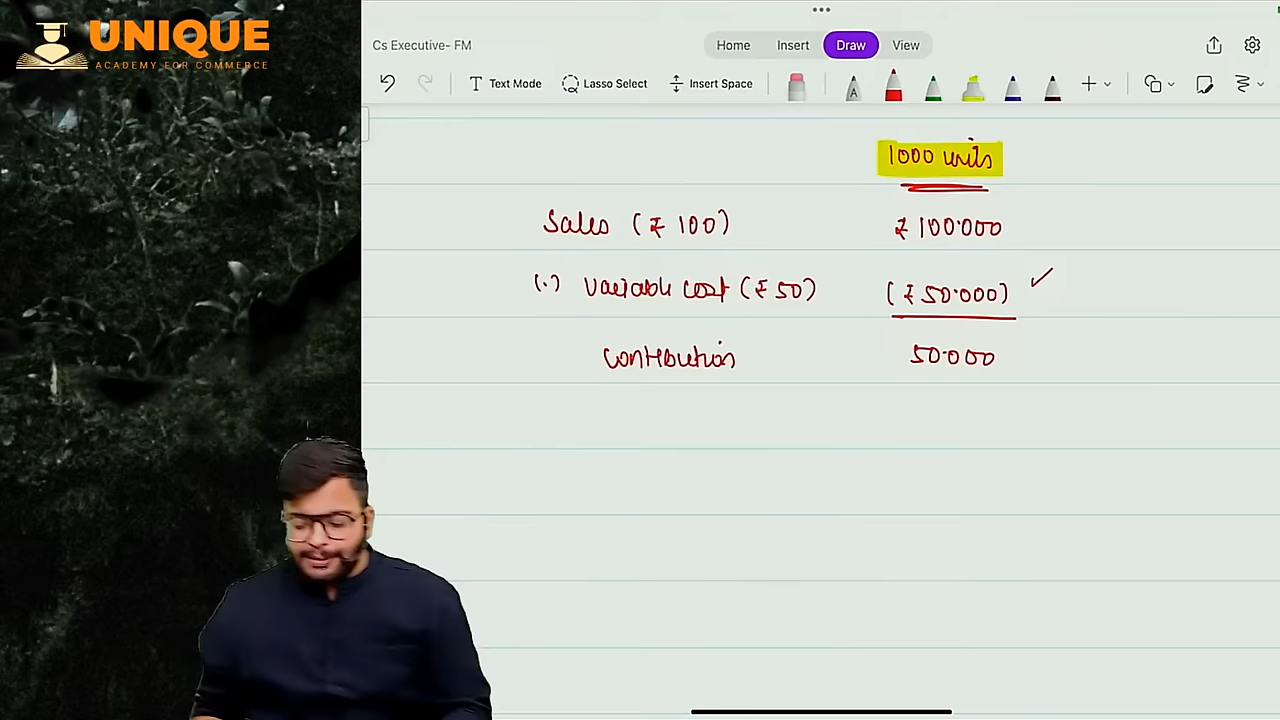 UNIQUE
ACADEMY FOR COMMERCE
Cs Executive- FM
Home Insert Draw View
Text Mode Lasso Select Insert Space
A
1000 units
Sales (₹ 100) ₹ 100.000
(-) Variable cost (₹ 50) (₹ 50.000) ✓
Contribution 50.000